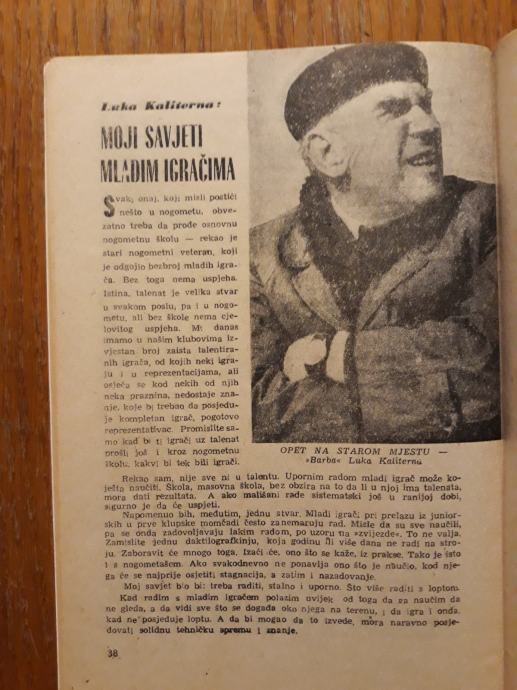 Luka Kaliterna:
MOJI SAVJETI
MLADIM IGRAČIMA
Svaki onaj, koji misli postići
nešto u nogometu, obve-
zatno treba da prođe osnovnu
nogometnu školu — rekao je
stari nogometni veteran, koji
je odgojio bezbroj mladih igra-
ča. Bez toga nema uspjeha.
Istina, talenat je velika stvar
u svakom poslu, pa i u nogo-
metu, ali bez škole nema cje-
lovitog uspjeha. Mi danas
imamo u našim klubovima iz-
vjestan broj zaista talentira-
nih igrača, od kojih neki igra-
ju i u reprezentacijama, ali
osjeća se kod nekih od njih
neka praznina, nedostaje zna-
nje, koje bi trebao da posjedu-
je kompletan igrač, pogotovo
reprezentativac. Promislite sa-
mo kad bi ti igrači uz talenat
prošli još i kroz nogometnu
školu, kakvi bi tek bili igrači.
OPET NA STAROM MJESTU —
»Barba« Luka Kaliterna
Rekao sam, nije sve ni u talentu. Upornim radom mladi igrač može ko-
ješta naučiti. Škola, masovna škola, bez obzira na to da li u njoj ima talenata,
mora dati rezultata. A ako mališani rade sistematski još u ranijoj dobi,
sigurno je da će uspjeti.
Napomenuo bih, međutim, jednu stvar. Mladi igrači pri prelazu iz junior-
skih u prve klupske momčadi često zanemaruju rad. Misle da su sve naučili,
pa se onda zadovoljavaju lakim radom, po uzoru na »zvijezde«. To ne valja.
Zamislite jednu daktilografkinju, koja godinu ili više dana ne radi na stro-
ju. Zaboravit će mnogo toga. Izaći će, ono što se kaže, iz prakse. Tako je isto
i s nogometašem. Ako svakodnevno ne ponavlja ono što je naučio, kod nje-
ga će se najprije osjetiti stagnacija, a zatim i nazadovanje.
Moj savjet bio bi: treba raditi, stalno i uporno. Što više raditi s loptom.
Kad radim s mladim igračem polazim uvijek od toga da ga naučim da
ne gleda, a da vidi sve što se događa oko njega na terenu, i da igra i onda,
kad ne posjeduje loptu. A da bi mogao da to izvede, mora naravno posje-
dovati solidnu tehničku spremu i znanje.
38